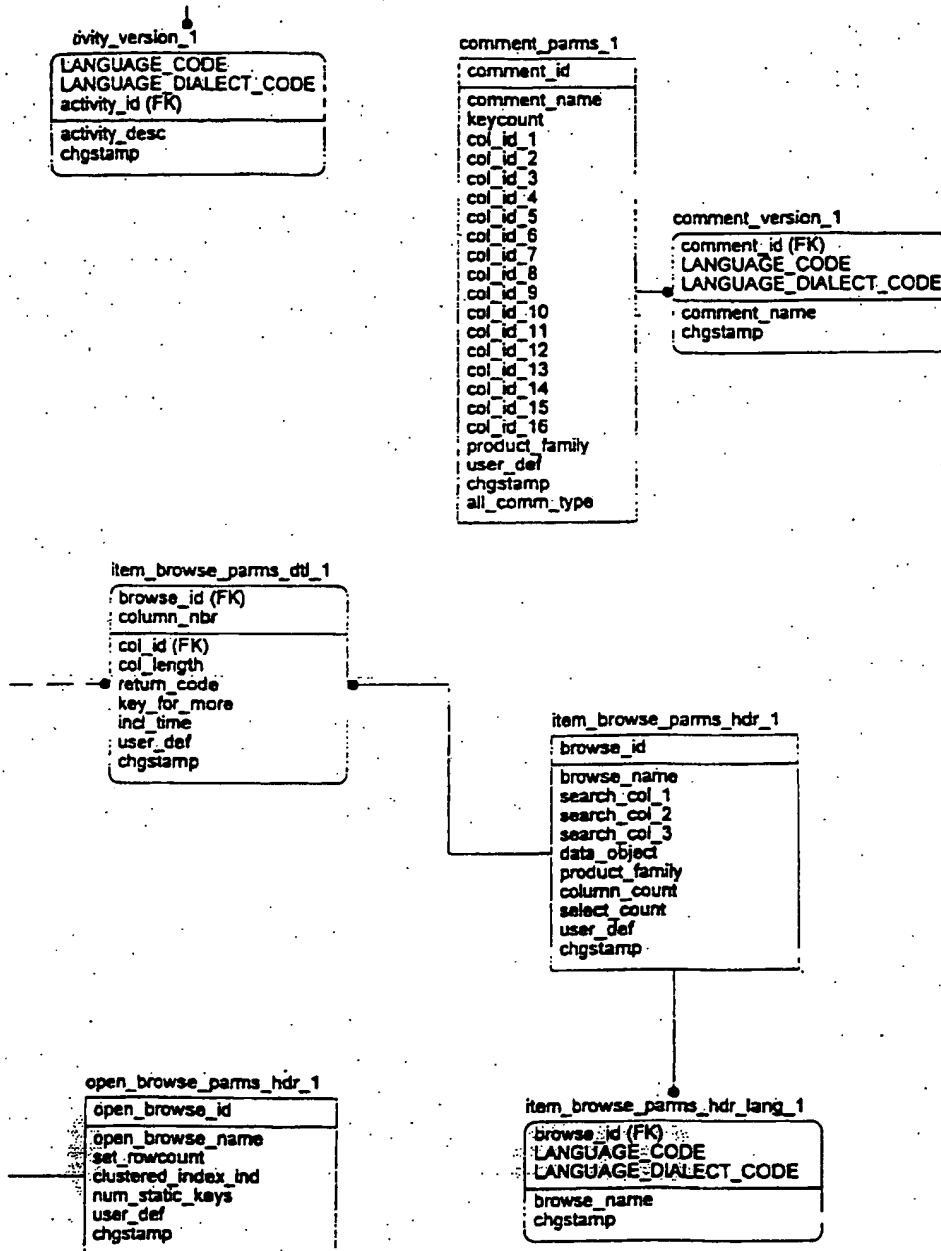 ivity_version_1
LANGUAGE_CODE
LANGUAGE_DIALECT_CODE
activity_id (FK)
activity_desc
chgstamp
comment_parms_1
comment_id
comment_name
keycount
col_id_1
col_id_2
col_id_3
col_id_4
col_id_5
col_id_6
col_id_7
col_id_8
col_id_9
col_id_10
col_id_11
col_id_12
col_id_13
col_id_14
col_id_15
col_id_16
product_family
user_def
chgstamp
all_comm_type
comment_version_1
comment_id (FK)
LANGUAGE_CODE
LANGUAGE_DIALECT_CODE
comment_name
chgstamp
item_browse_parms_dtl_1
browse_id (FK)
column_nbr
col_id (FK)
col_length
return_code
key_for_more
incl_time
user_def
chgstamp
item_browse_parms_hdr_1
browse_id
browse_name
search_col_1
search_col_2
search_col_3
data_object
product_family
column_count
select_count
user_def
chgstamp
open_browse_parms_hdr_1
open_browse_id
open_browse_name
set_rowcount
clustered_index_ind
num_static_keys
user_def
chgstamp
item_browse_parms_hdr_lang_1
browse_id (FK)
LANGUAGE_CODE
LANGUAGE_DIALECT_CODE
browse_name
chgstamp